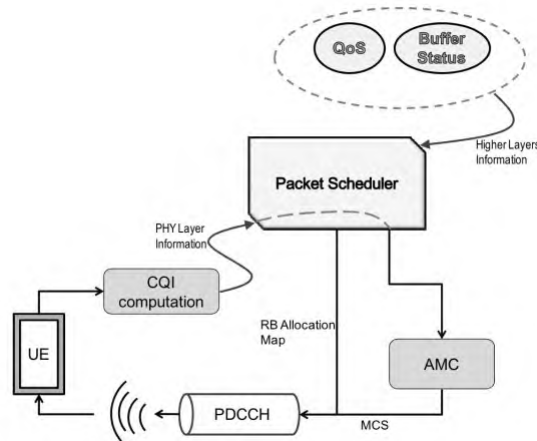 QoS
Buffer
Status
Higher Layers
Information
Packet Scheduler
PHY Layer
Information
CQI
computation
RB Allocation
Map
UE
AMC
PDCCH
MCS